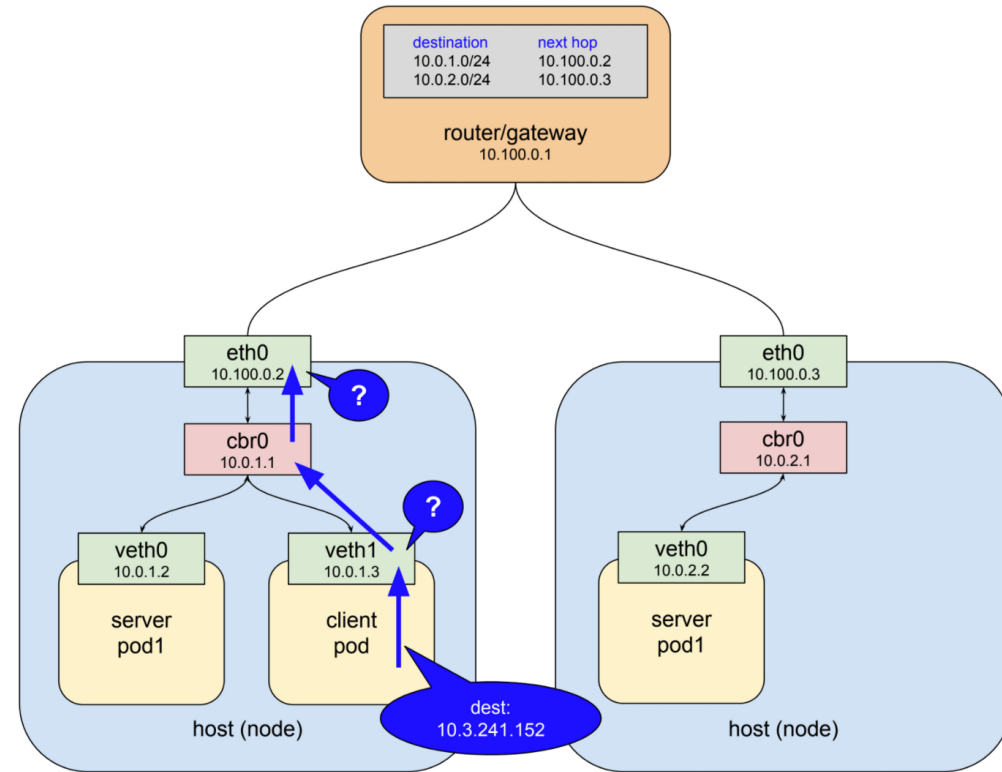 destination next hop
10.0.1.0/24 10.100.0.2
10.0.2.0/24 10.100.0.3
router/gateway
10.100.0.1
eth0
10.100.0.2
?
cbr0
10.0.1.1
?
veth0
10.0.1.2
veth1
10.0.1.3
server
pod1
client
pod
dest:
10.3.241.152
host (node)
eth0
10.100.0.3
cbr0
10.0.2.1
veth0
10.0.2.2
server
pod1
host (node)